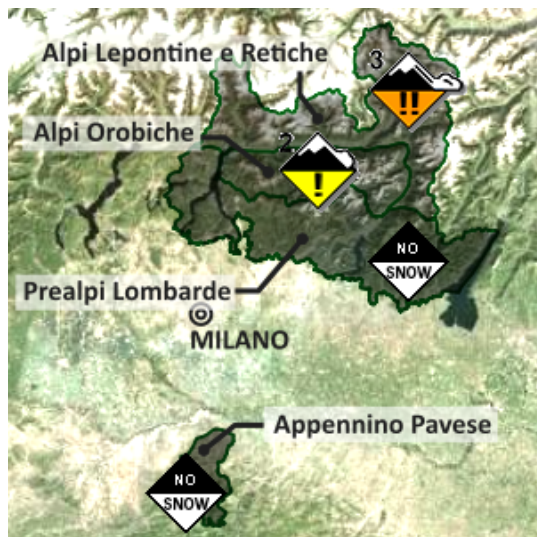 Alpi Lepontine e Retiche
3
!!
Alpi Orobiche
2
!
NO
SNOW
Prealpi Lombarde
MILANO
Appennino Pavese
NO
SNOW